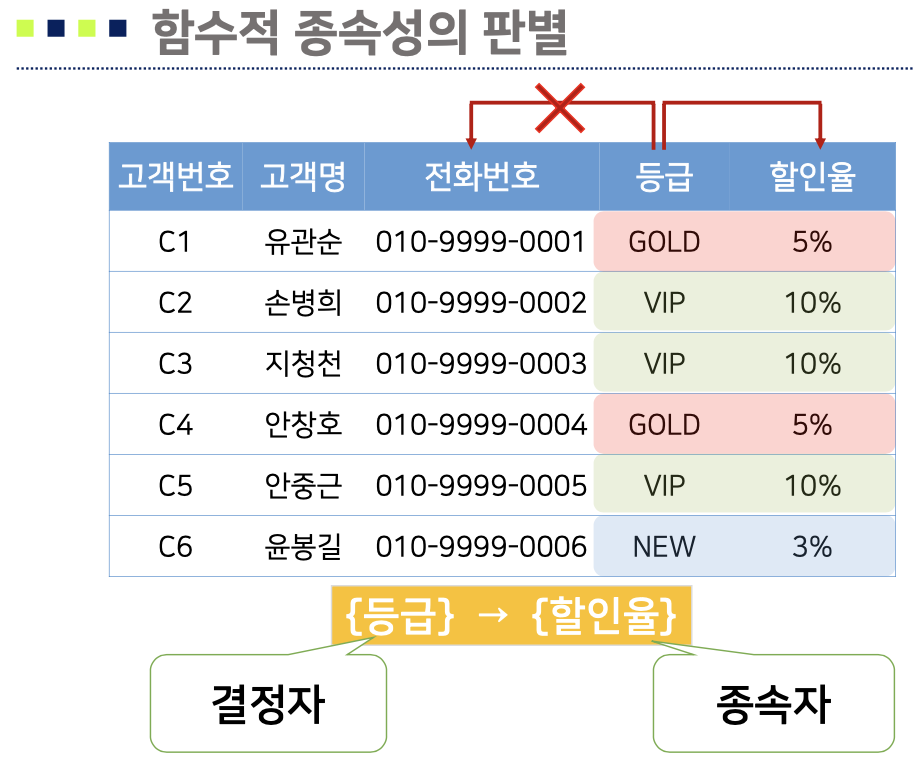 함수적 종속성의 판별
고객번호 고객명 전화번호 등급 할인율
C1 유관순 010-9999-0001 GOLD 5%
C2 손병희 010-9999-0002 VIP 10%
C3 지청천 010-9999-0003 VIP 10%
C4 안창호 010-9999-0004 GOLD 5%
C5 안중근 010-9999-0005 VIP 10%
C6 윤봉길 010-9999-0006 NEW 3%
{등급} → {할인율}
결정자 종속자